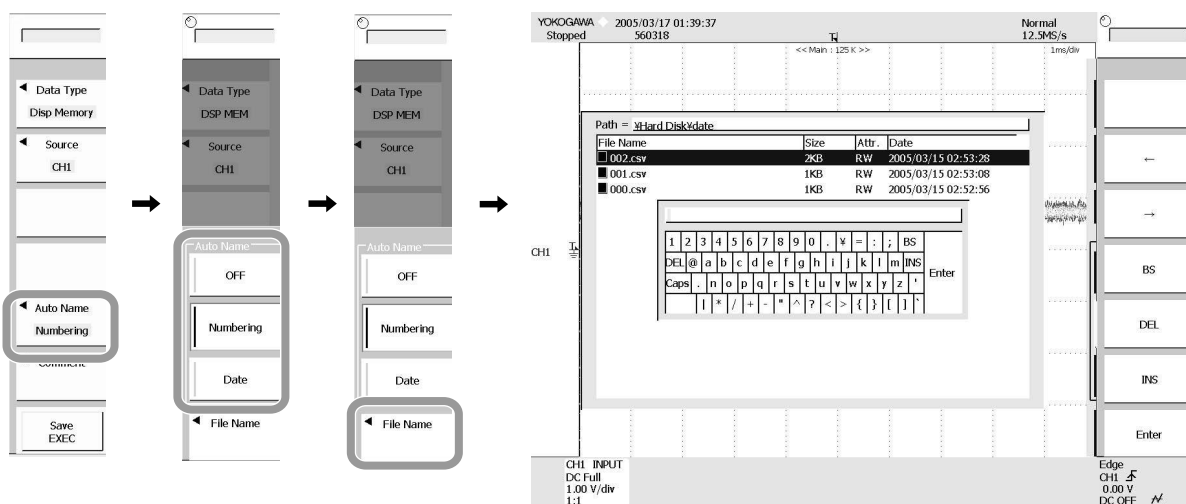 Data Type
Disp Memory
Source
CH1
Auto Name
Numbering
Save
EXEC
Data Type
DSP MEM
Source
CH1
Auto Name
OFF
Numbering
Date
File Name
Data Type
DSP MEM
Source
CH1
Auto Name
OFF
Numbering
Date
File Name
YOKOGAWA 2005/03/17 01:39:37 Normal
Stopped 560318 12.5MS/s
<< Main : 125 K >> 1ms/div
Path = ¥Hard Disk¥date
File Name Size Attr. Date
002.csv 2KB RW 2005/03/15 02:53:28
001.csv 1KB RW 2005/03/15 02:53:08
000.csv 1KB RW 2005/03/15 02:52:56
1 2 3 4 5 6 7 8 9 0 . ¥ = : ; BS
DEL @ a b c d e f g h i j k l m INS
Enter
Caps . n o p q r s t u v w x y z '
| * / + - " ^ ? < > { } [ ] `
CH1
←
→
BS
DEL
INS
Enter
CH1 INPUT
DC Full
1.00 V/div
1:1
Edge
CH1
0.00 V
DC OFF